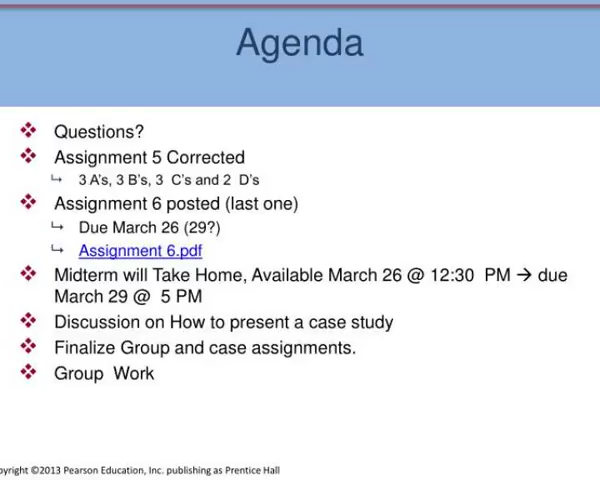 Agenda
Questions?
Assignment 5 Corrected
3 A's, 3 B's, 3 C's and 2 D's
Assignment 6 posted (last one)
Due March 26 (29?)
Assignment 6.pdf
Midterm will Take Home, Available March 26 @ 12:30 PM → due
March 29 @ 5 PM
Discussion on How to present a case study
Finalize Group and case assignments.
Group Work
pyright ©2013 Pearson Education, Inc. publishing as Prentice Hall